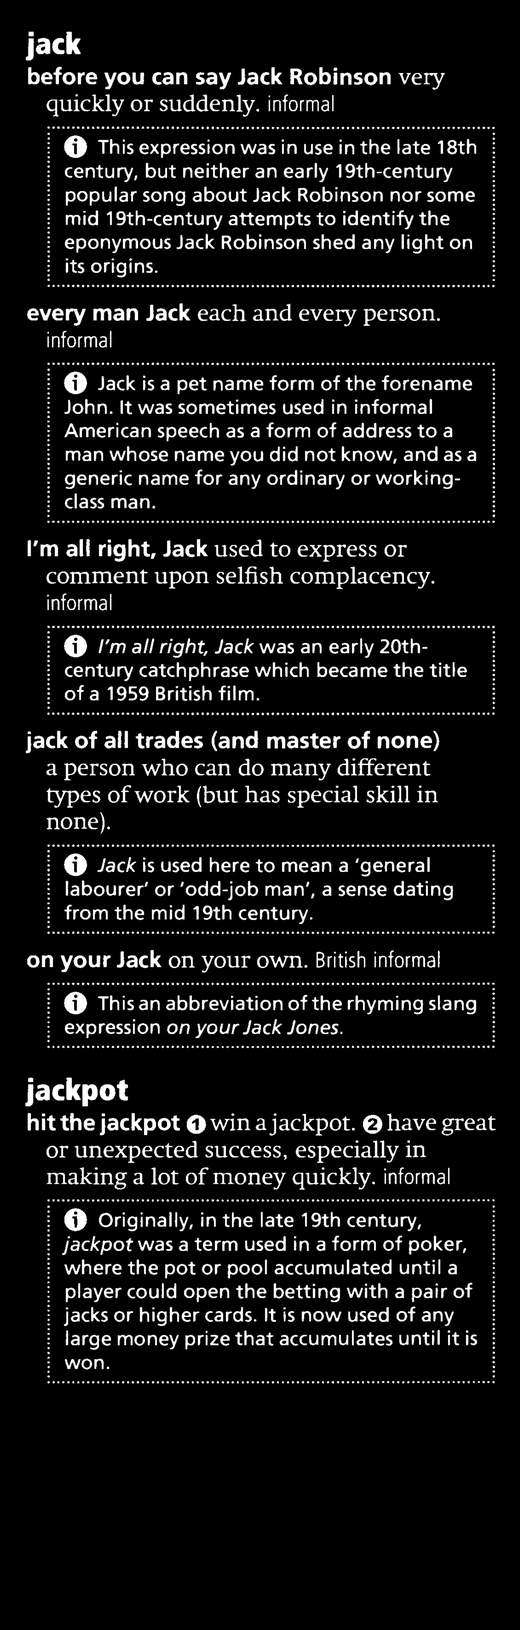 jack
before you can say Jack Robinson very
quickly or suddenly. informal
This expression was in use in the late 18th
century, but neither an early 19th-century
popular song about Jack Robinson nor some
mid 19th-century attempts to identify the
eponymous Jack Robinson shed any light on
its origins.
every man Jack each and every person.
informal
Jack is a pet name form of the forename
John. It was sometimes used in informal
American speech as a form of address to a
man whose name you did not know, and as a
generic name for any ordinary or working-
class man.
I'm all right, Jack used to express or
comment upon selfish complacency.
informal
I'm all right, Jack was an early 20th-
century catchphrase which became the title
of a 1959 British film.
jack of all trades (and master of none)
a person who can do many different
types of work (but has special skill in
none).
Jack is used here to mean a 'general
labourer' or 'odd-job man', a sense dating
from the mid 19th century.
on your Jack on your own. British informal
This an abbreviation of the rhyming slang
expression on your Jack Jones.
jackpot
hit the jackpot ❶ win a jackpot. ❷ have great
or unexpected success, especially in
making a lot of money quickly. informal
Originally, in the late 19th century,
jackpot was a term used in a form of poker,
where the pot or pool accumulated until a
player could open the betting with a pair of
jacks or higher cards. It is now used of any
large money prize that accumulates until it is
won.